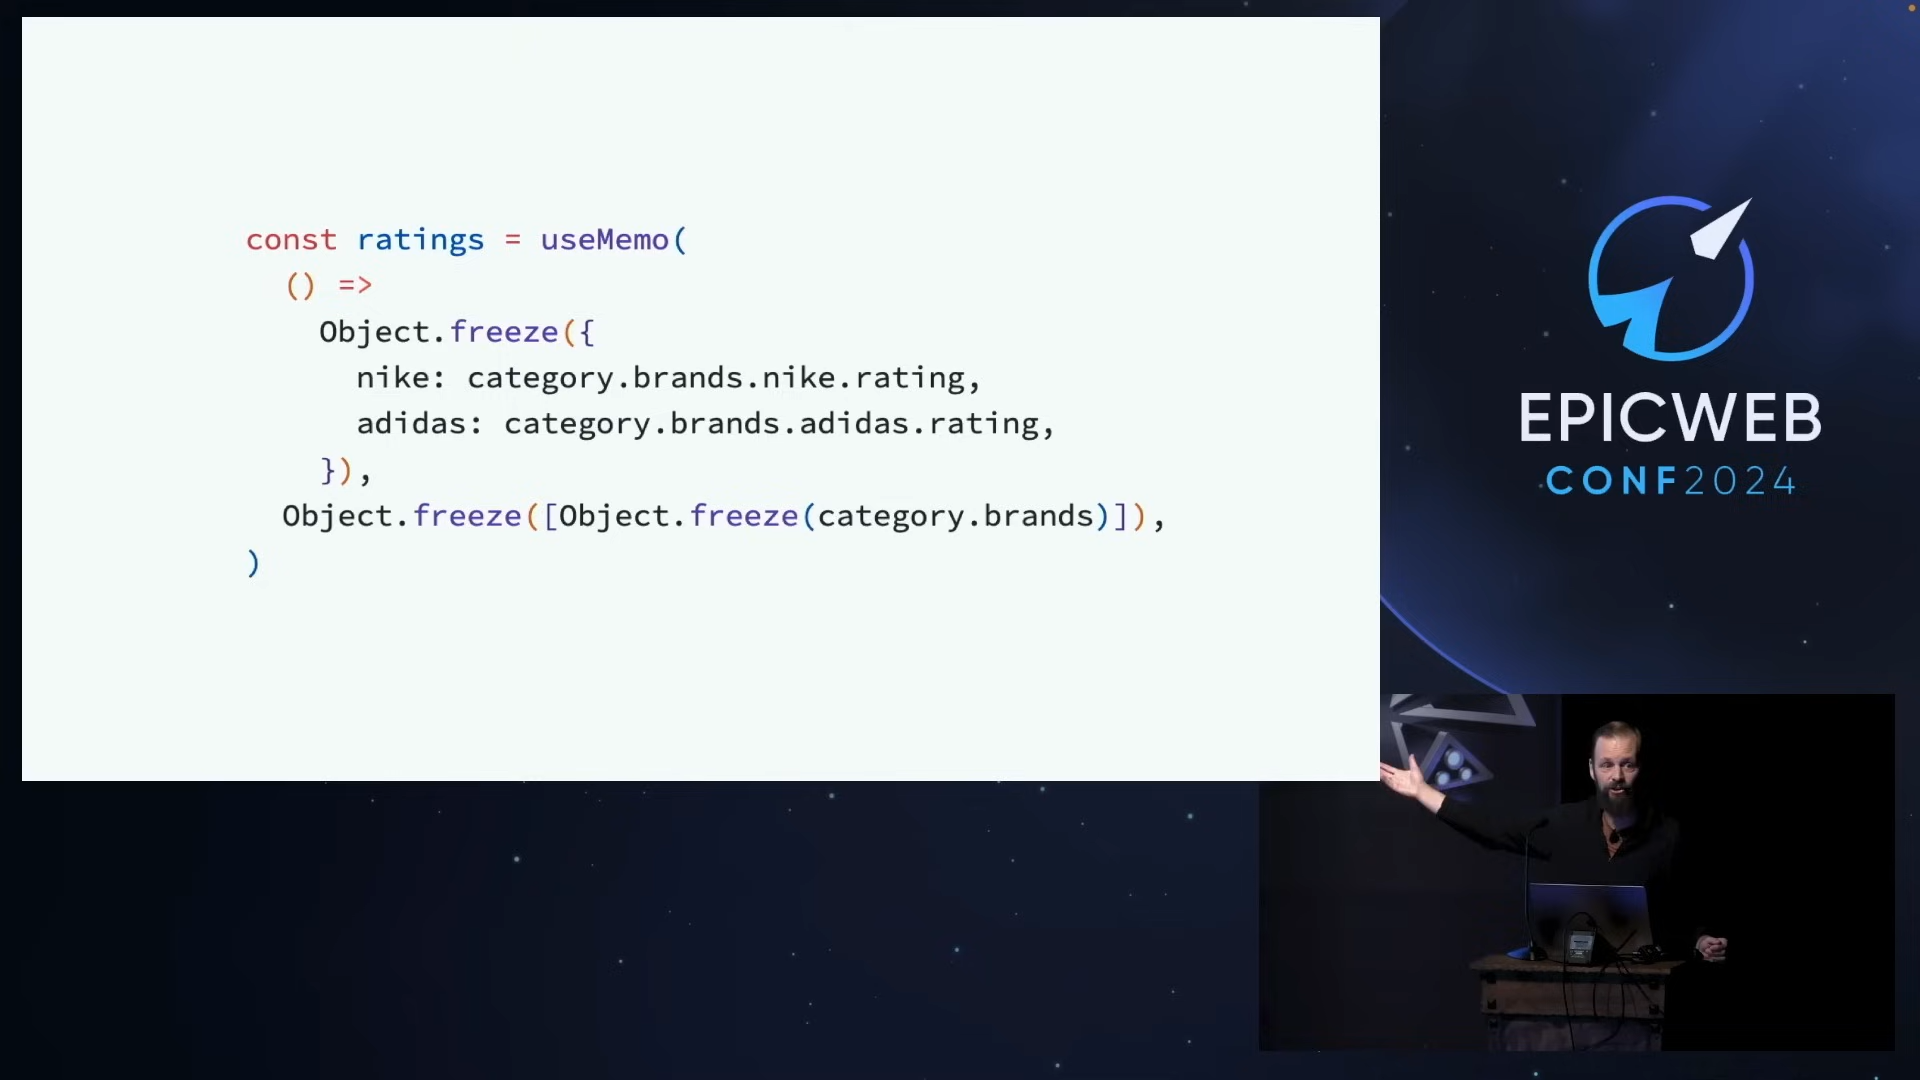 const ratings = useMemo(
() =>
Object.freeze({
nike: category.brands.nike.rating,
adidas: category.brands.adidas.rating,
}),
Object.freeze([Object.freeze(category.brands)]),
)
EPICWEB
CONF2024